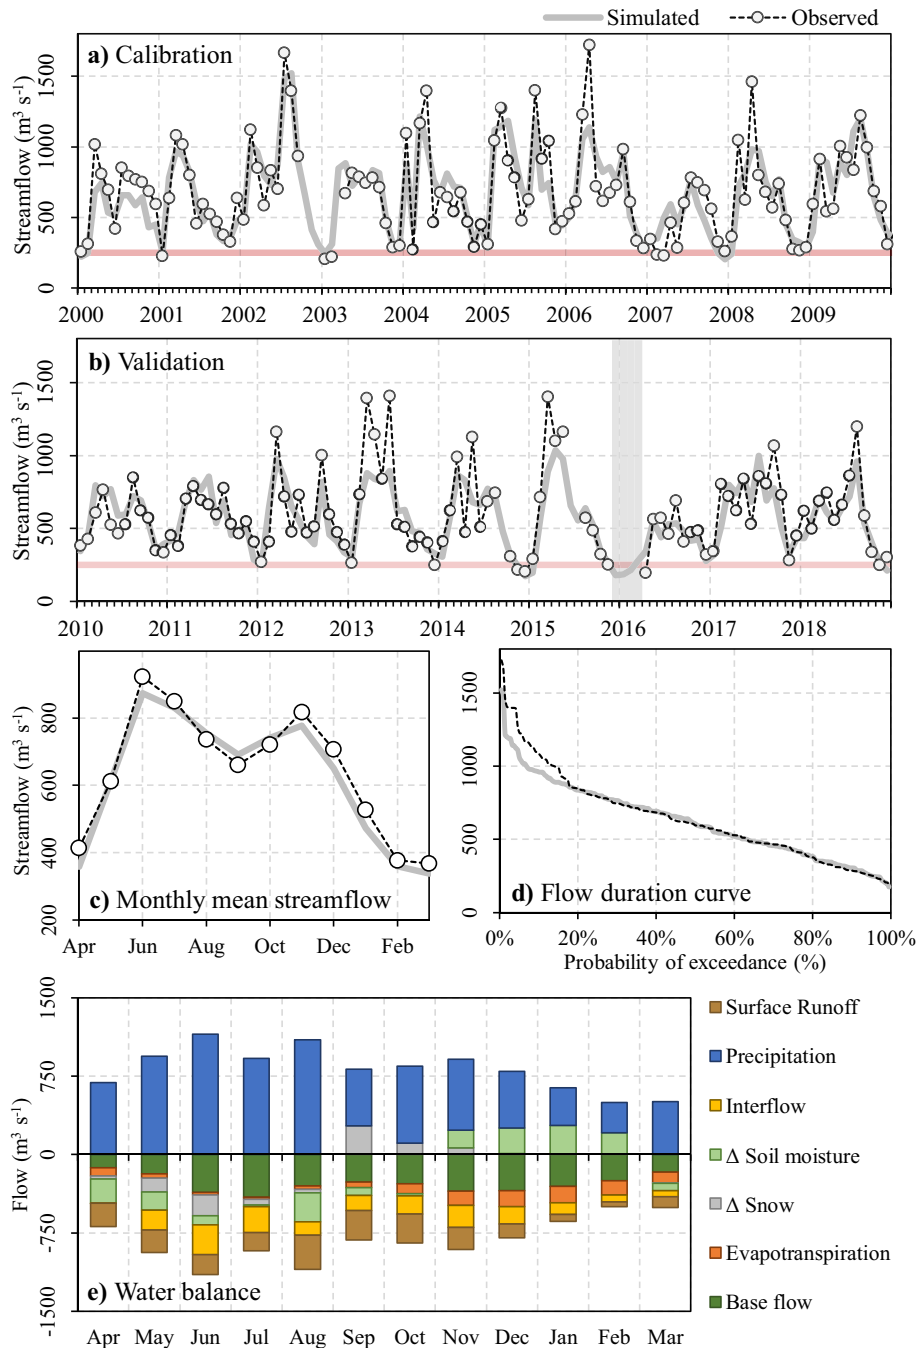 Simulated Observed
a) Calibration
Streamflow (m³ s⁻¹)
1500
1000
500
0
2000 2001 2002 2003 2004 2005 2006 2007 2008 2009
b) Validation
Streamflow (m³ s⁻¹)
1500
1000
500
0
2010 2011 2012 2013 2014 2015 2016 2017 2018
Streamflow (m³ s⁻¹)
800
600
400
200
c) Monthly mean streamflow
Apr Jun Aug Oct Dec Feb
1500
1000
500
0
d) Flow duration curve
0% 20% 40% 60% 80% 100%
Probability of exceedance (%)
Flow (m³ s⁻¹)
1500
750
0
-750
-1500
e) Water balance
Apr May Jun Jul Aug Sep Oct Nov Dec Jan Feb Mar
Surface Runoff
Precipitation
Interflow
Δ Soil moisture
Δ Snow
Evapotranspiration
Base flow